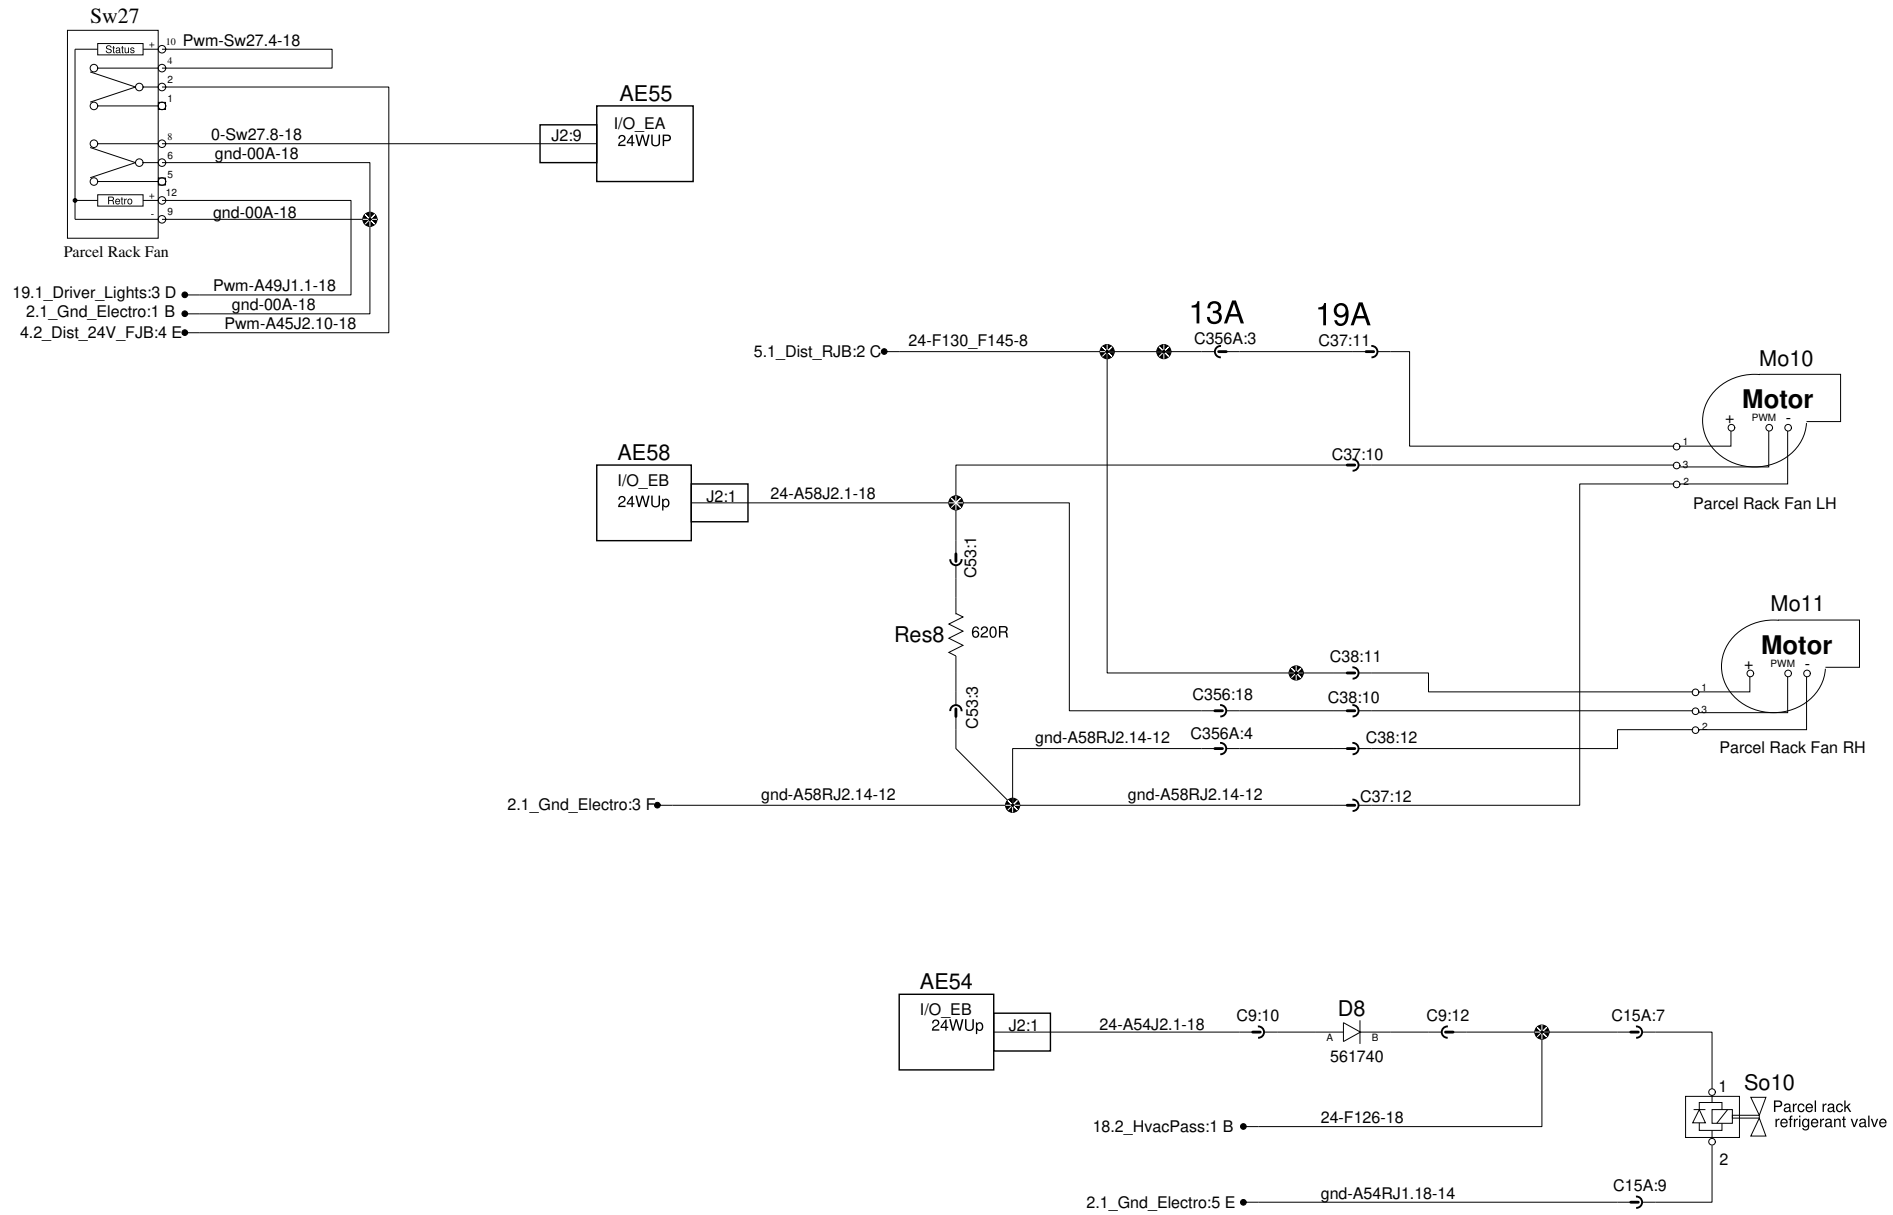 Sw27
Status + 10 Pwm-Sw27.4-18
4
2
1
8 0-Sw27.8-18
6 gnd-00A-18
5
Retro + 12
- 9 gnd-00A-18
Parcel Rack Fan
19.1_Driver_Lights:3 D Pwm-A49J1.1-18
2.1_Gnd_Electro:1 B gnd-00A-18
4.2_Dist_24V_FJB:4 E Pwm-A45J2.10-18
AE55
J2:9
I/O_EA
24WUP
5.1_Dist_RJB:2 C 24-F130_F145-8
13A
C356A:3
19A
C37:11
Mo10
Motor
+ PWM -
1
3
2
Parcel Rack Fan LH
AE58
I/O_EB
24WUp
J2:1
24-A58J2.1-18
C37:10
C53:1
Res8 620R
C53:3
Mo11
Motor
+ PWM -
1
3
2
Parcel Rack Fan RH
C38:11
C356:18 C38:10
gnd-A58RJ2.14-12 C356A:4 C38:12
2.1_Gnd_Electro:3 F gnd-A58RJ2.14-12 gnd-A58RJ2.14-12 C37:12
AE54
I/O_EB
24WUp
J2:1
24-A54J2.1-18 C9:10
D8
A B
561740
C9:12 C15A:7
1 So10
Parcel rack
refrigerant valve
2
18.2_HvacPass:1 B 24-F126-18
2.1_Gnd_Electro:5 E gnd-A54RJ1.18-14 C15A:9